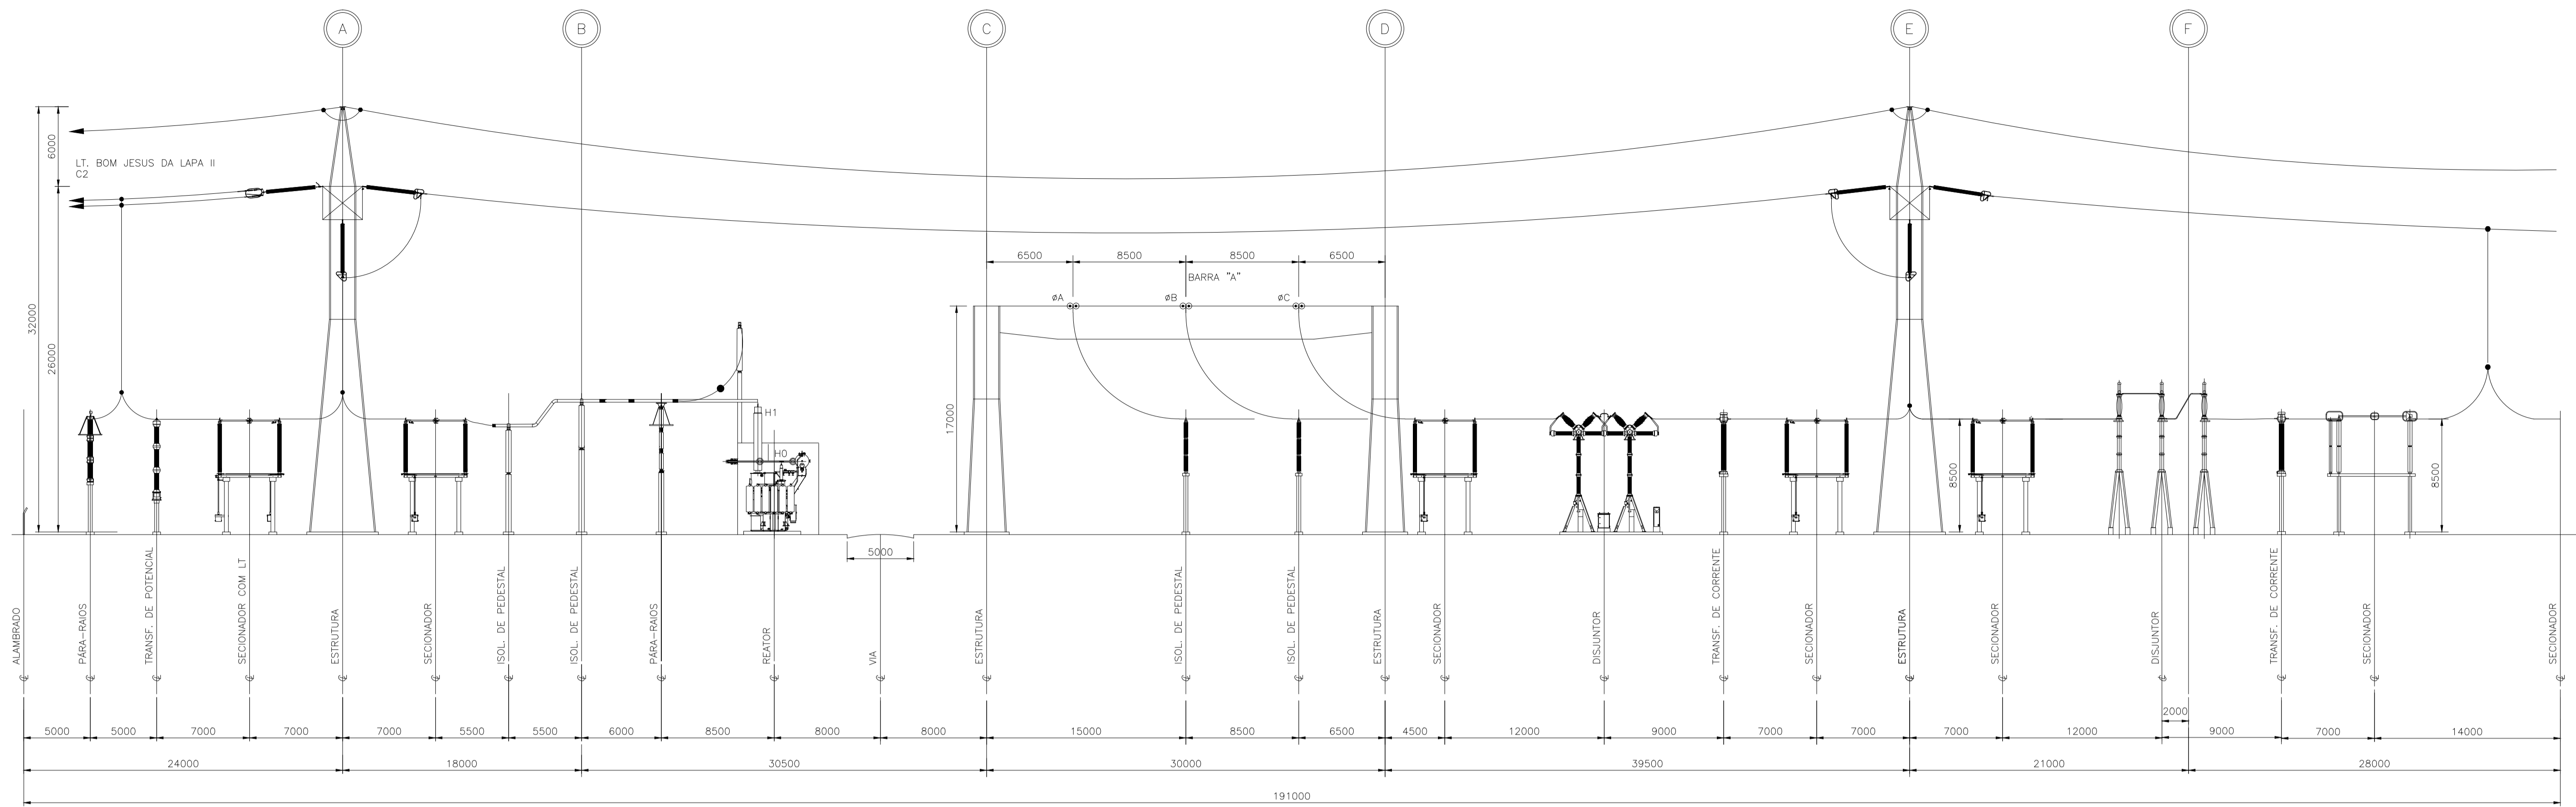 A
B
C
D
E
F
6000
32000
26000
LT. BOM JESUS DA LAPA II
C2
6500
8500
8500
6500
BARRA "A"
øA
øB
øC
17000
H1
H0
8500
8500
5000
ALAMBRADO
PÁRA-RAIOS
TRANSF. DE POTENCIAL
SECIONADOR COM LT
ESTRUTURA
SECIONADOR
ISOL. DE PEDESTAL
ISOL. DE PEDESTAL
PÁRA-RAIOS
REATOR
VIA
ESTRUTURA
ISOL. DE PEDESTAL
ISOL. DE PEDESTAL
ESTRUTURA
SECIONADOR
DISJUNTOR
TRANSF. DE CORRENTE
SECIONADOR
ESTRUTURA
SECIONADOR
DISJUNTOR
TRANSF. DE CORRENTE
SECIONADOR
SECIONADOR
2000
5000
5000
7000
7000
7000
5500
5500
6000
8500
8000
8000
15000
8500
6500
4500
12000
9000
7000
7000
7000
12000
9000
7000
14000
24000
18000
30500
30000
39500
21000
28000
191000